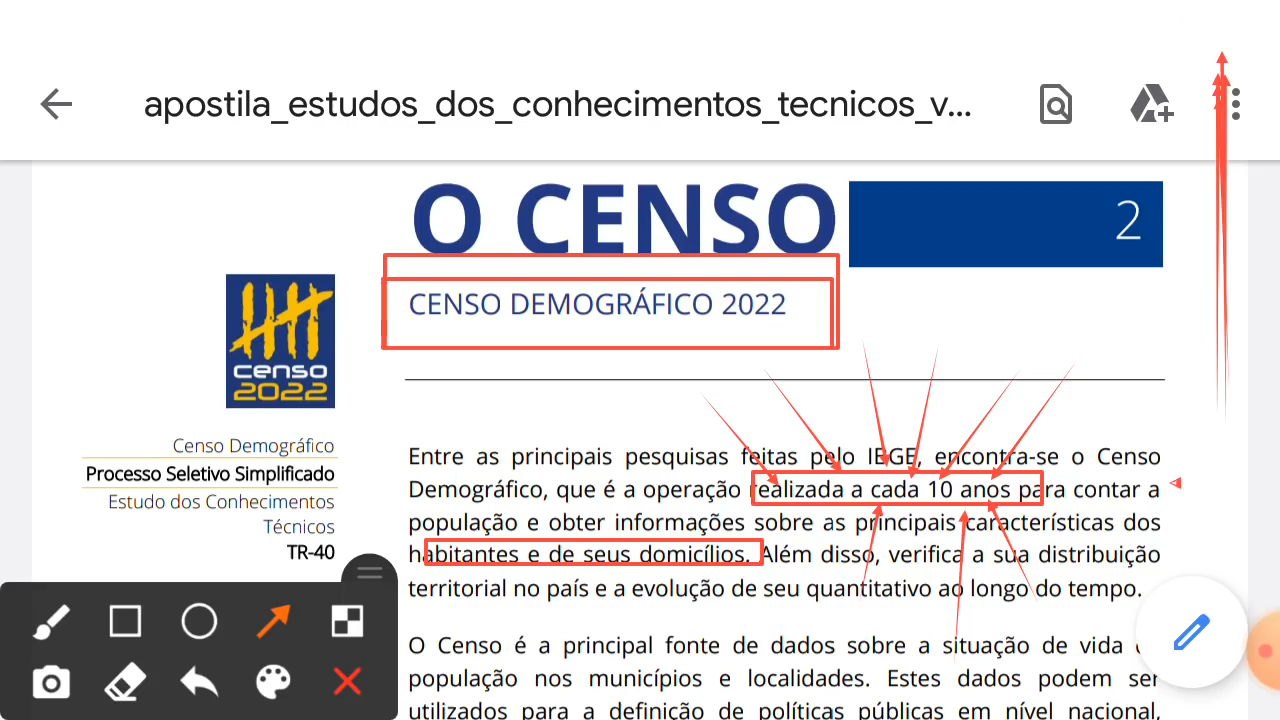 apostila_estudos_dos_conhecimentos_tecnicos_v...
O CENSO
2
CENSO DEMOGRÁFICO 2022
censo
2022
Censo Demográfico
Processo Seletivo Simplificado
Estudo dos Conhecimentos
Técnicos
TR-40
Entre as principais pesquisas feitas pelo IBGE, encontra-se o Censo
Demográfico, que é a operação realizada a cada 10 anos para contar a
população e obter informações sobre as principais características dos
habitantes e de seus domicílios. Além disso, verifica a sua distribuição
territorial no país e a evolução de seu quantitativo ao longo do tempo.
O Censo é a principal fonte de dados sobre a situação de vida
população nos municípios e localidades. Estes dados podem ser
utilizados para a definição de políticas públicas em nível nacional,